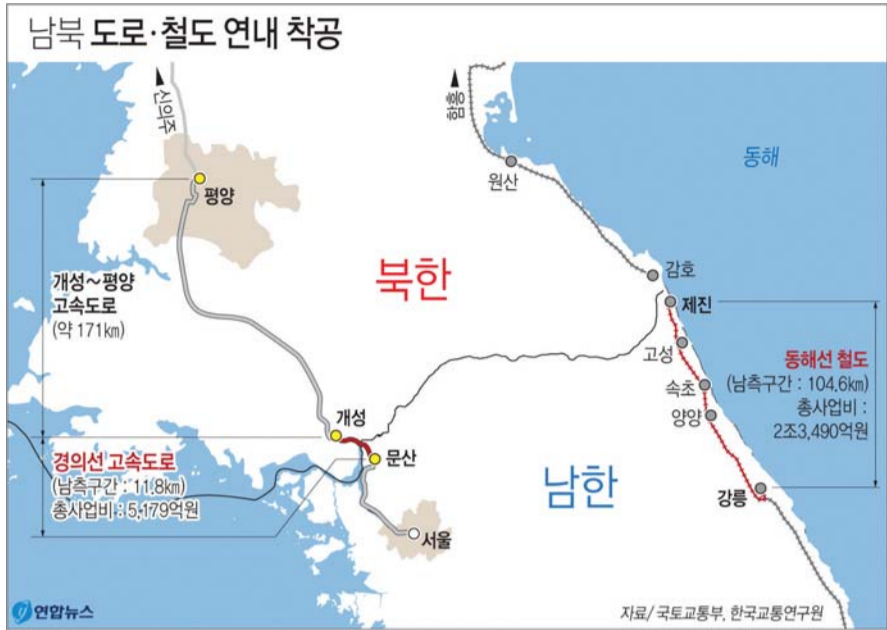 남북 도로·철도 연내 착공
신의주
함흥
동해
원산
평양
북한
감호
개성~평양
고속도로
(약 171㎞)
제진
고성
동해선 철도
(남측구간 : 104.6㎞)
총사업비 :
2조3,490억원
속초
양양
개성
경의선 고속도로
(남측구간 : 11.8㎞)
총사업비 : 5,179억원
문산
남한
강릉
서울
연합뉴스
자료/ 국토교통부, 한국교통연구원